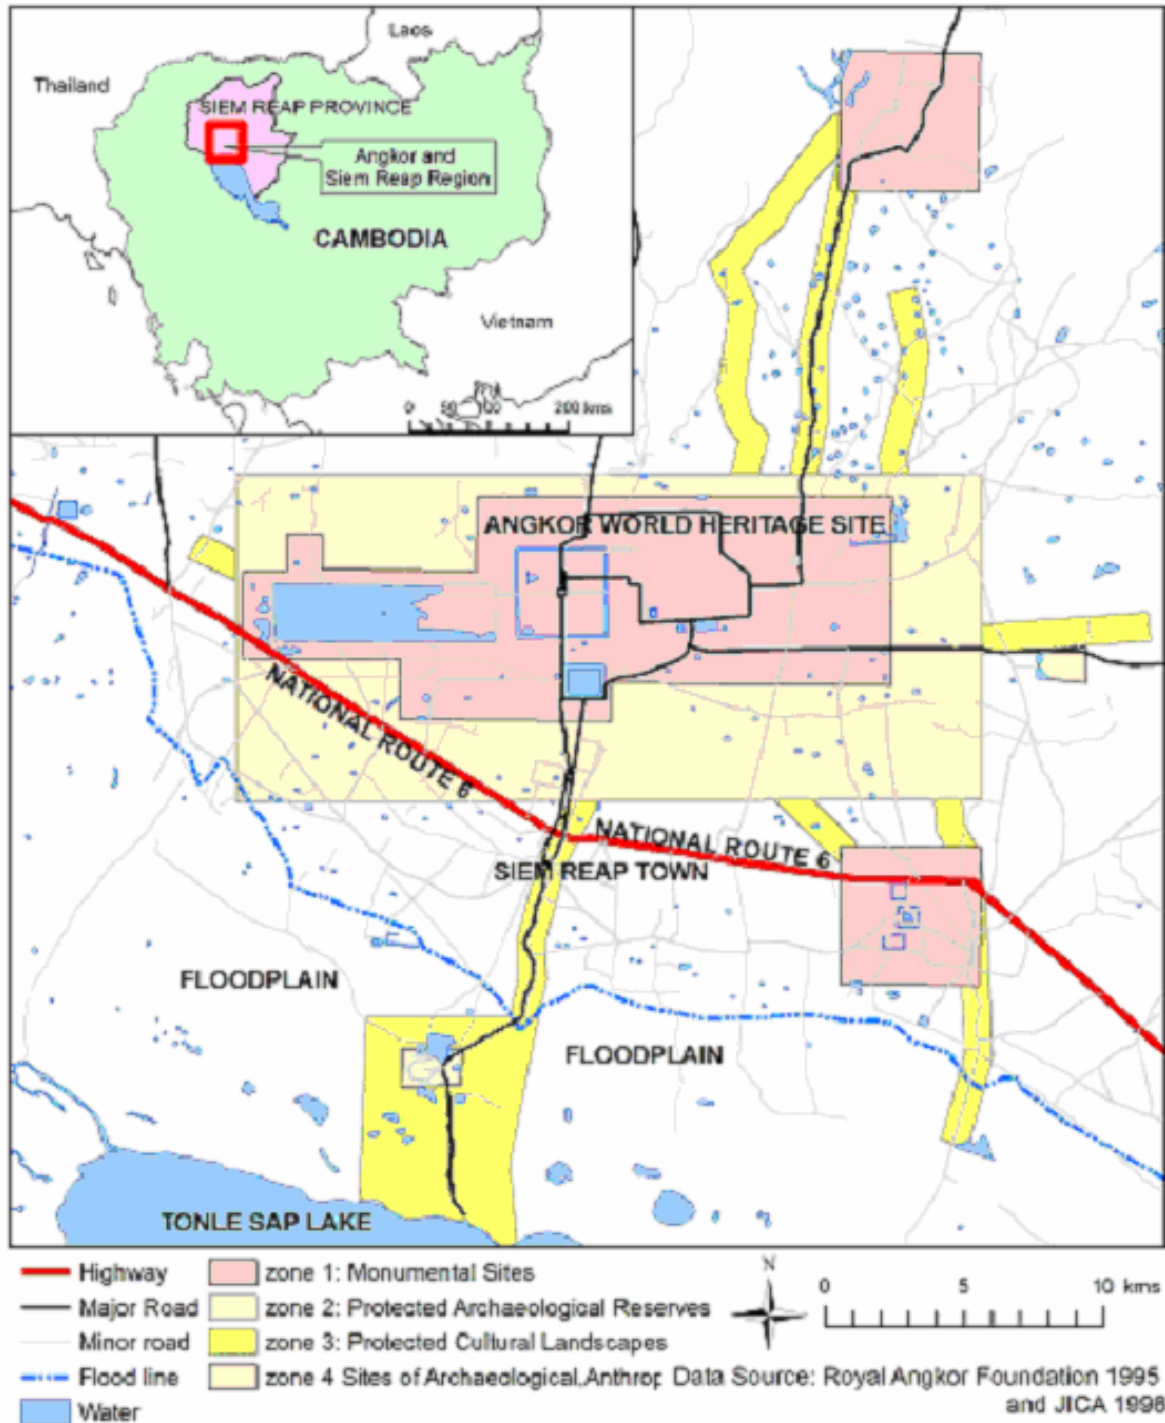 Laos
Thailand
SIEM REAP PROVINCE
Angkor and
Siem Reap Region
CAMBODIA
Vietnam
0 50 100 200 kms
ANGKOR WORLD HERITAGE SITE
NATIONAL ROUTE 6
NATIONAL ROUTE 6
SIEM REAP TOWN
FLOODPLAIN
FLOODPLAIN
TONLE SAP LAKE
Highway
Major Road
Minor road
Flood line
Water
zone 1: Monumental Sites
zone 2: Protected Archaeological Reserves
zone 3: Protected Cultural Landscapes
zone 4 Sites of Archaeological,Anthrop
N
0 5 10 kms
Data Source: Royal Angkor Foundation 1995
and JICA 1998